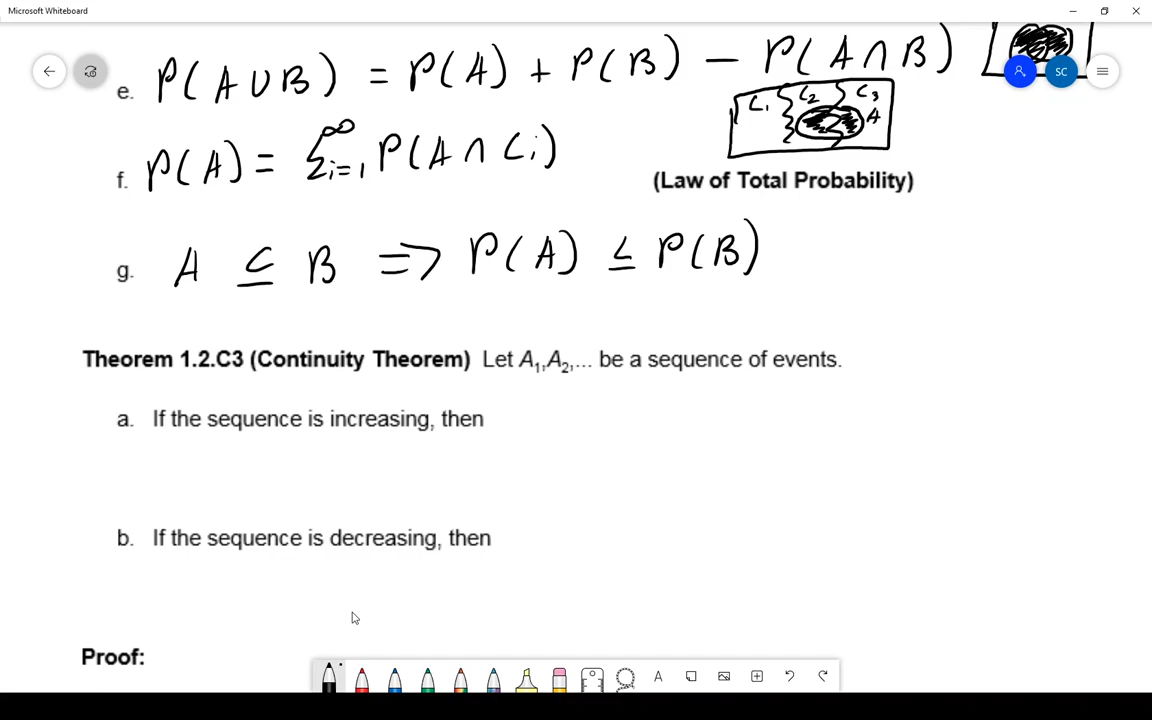 Microsoft Whiteboard
e. P(A∪B) = P(A) + P(B) − P(A∩B)
SC
C₁ C₂ C₃ A
f. P(A) = ∑ᵢ₌₁^∞ P(A∩Cᵢ)
(Law of Total Probability)
g. A ⊆ B ⇒ P(A) ≤ P(B)
Theorem 1.2.C3 (Continuity Theorem) Let A₁,A₂,... be a sequence of events.
a. If the sequence is increasing, then
b. If the sequence is decreasing, then
Proof:
A